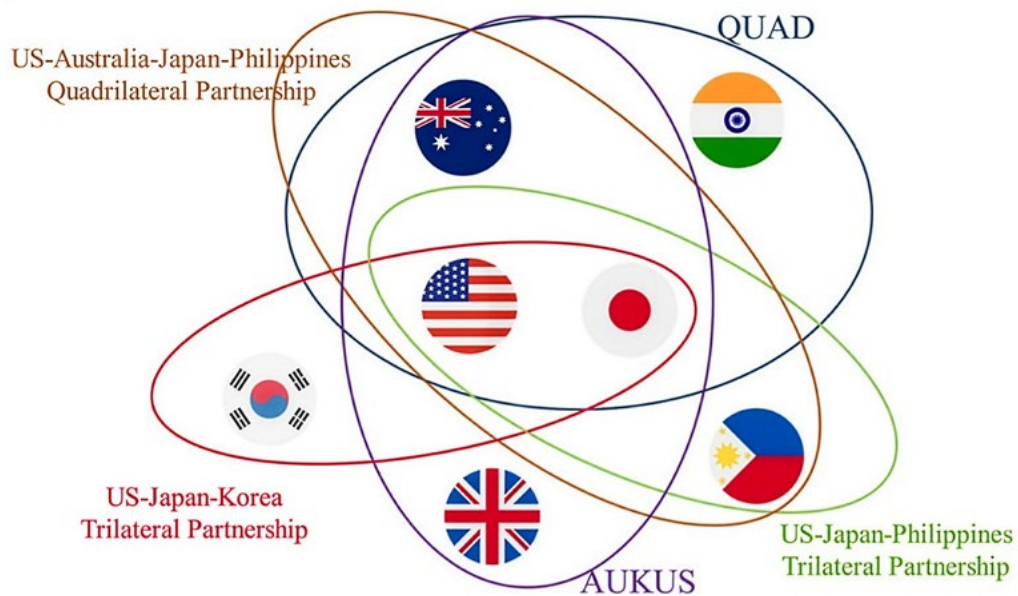 QUAD
US-Australia-Japan-Philippines
Quadrilateral Partnership
US-Japan-Korea
Trilateral Partnership
US-Japan-Philippines
Trilateral Partnership
AUKUS